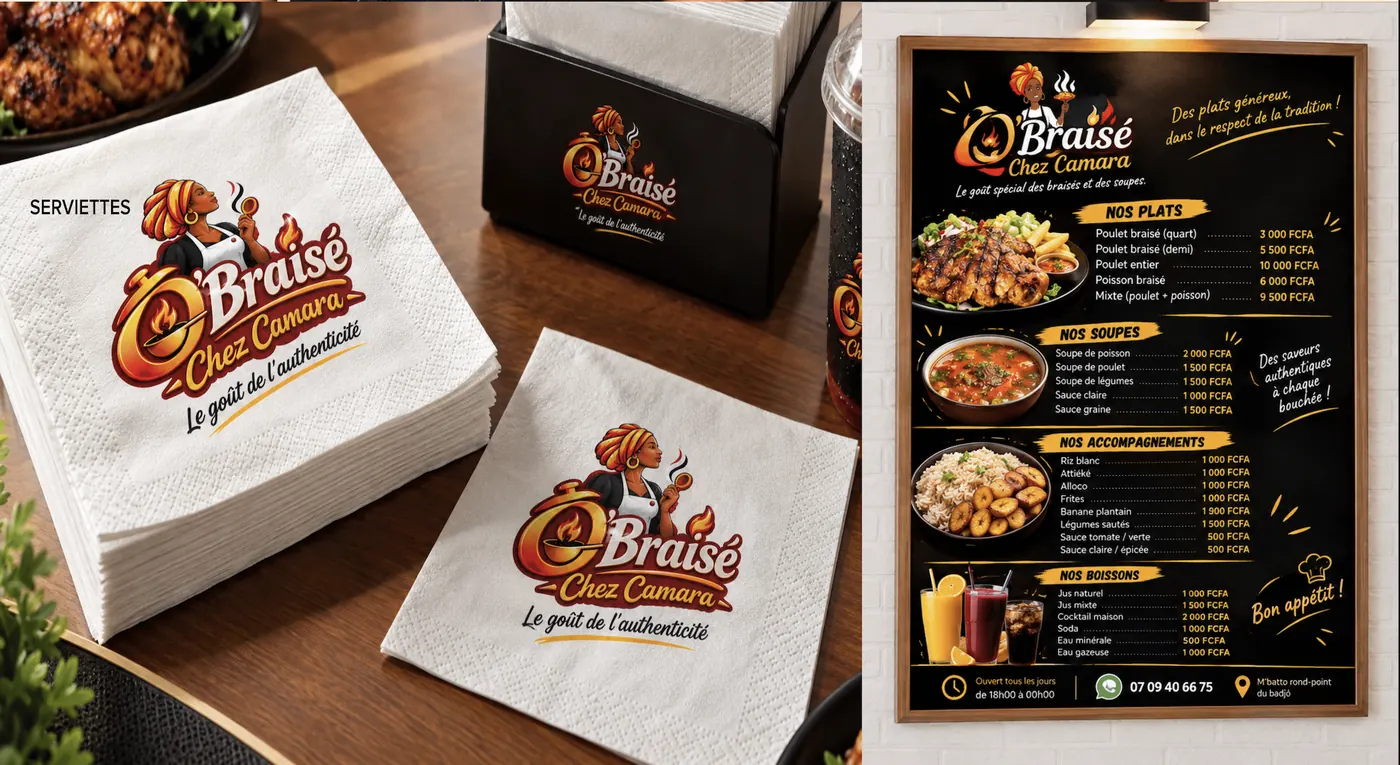 SERVIETTES
O'Braisé
Chez Camara
Le goût de l'authenticité
O'Braisé
Chez Camara
"Le goût de l'authenticité
O'Braisé
Chez Camara
Le goût de l'authenticité
O'Braisé
Chez Camara
Le goût spécial des braisés et des soupes.
Des plats généreux,
dans le respect de la tradition !
NOS PLATS
Poulet braisé (quart) 3 000 FCFA
Poulet braisé (demi) 5 500 FCFA
Poulet entier 10 000 FCFA
Poisson braisé 6 000 FCFA
Mixte (poulet + poisson) 9 500 FCFA
NOS SOUPES
Soupe de poisson 2 000 FCFA
Soupe de poulet 1 500 FCFA
Soupe de légumes 1 500 FCFA
Sauce claire 1 000 FCFA
Sauce graine 1 500 FCFA
Des saveurs
authentiques
à chaque
bouchée !
NOS ACCOMPAGNEMENTS
Riz blanc 1 000 FCFA
Attiéké 1 000 FCFA
Alloco 1 000 FCFA
Frites 1 000 FCFA
Banane plantain 1 900 FCFA
Légumes sautés 1 500 FCFA
Sauce tomate / verte 500 FCFA
Sauce claire / épicée 500 FCFA
NOS BOISSONS
Jus naturel 1 000 FCFA
Jus mixte 1 500 FCFA
Cocktail maison 2 000 FCFA
Soda 1 000 FCFA
Eau minérale 500 FCFA
Eau gazeuse 1 000 FCFA
Bon appétit !
Ouvert tous les jours
de 18h00 à 00h00
07 09 40 66 75
M'batto rond-point
du badjô